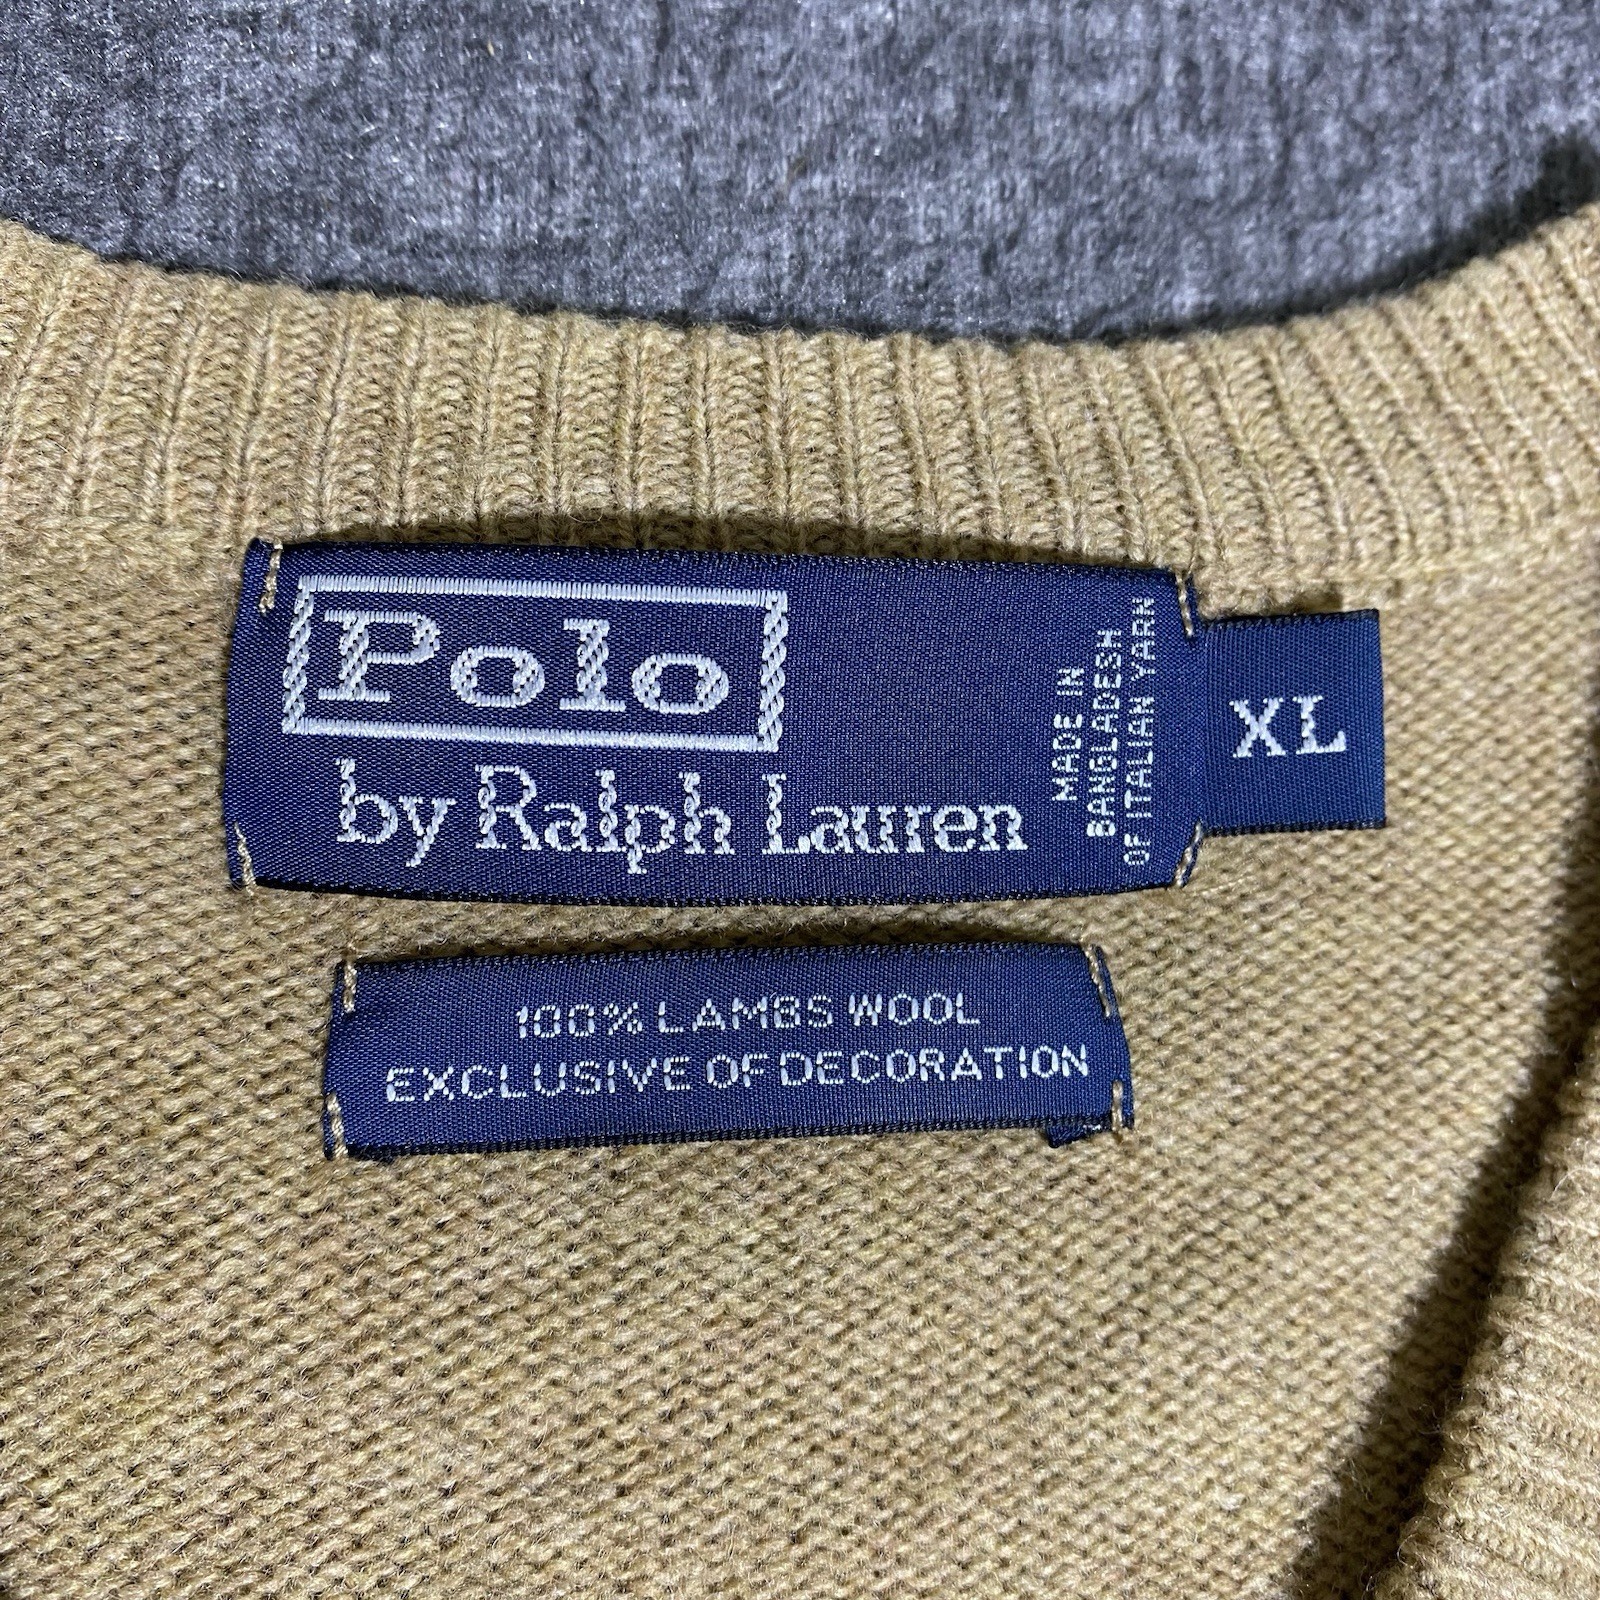 Polo
by Ralph Lauren
MADE IN
BANGLADESH
OF ITALIAN YARN
XL
100% LAMBS WOOL
EXCLUSIVE OF DECORATION